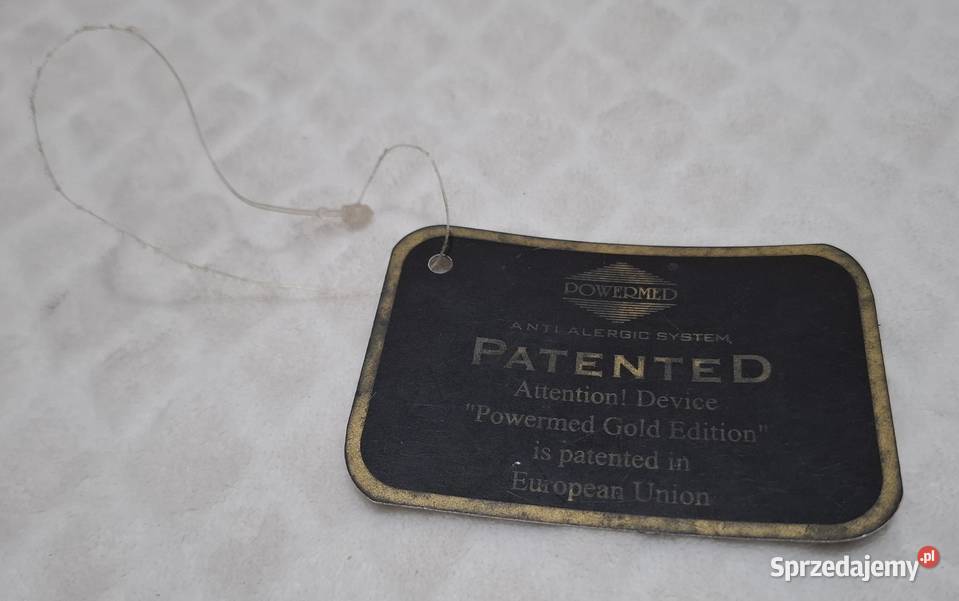 POWERMED ®
ANTI ALERGIC SYSTEM
PATENTED
Attention! Device
"Powermed Gold Edition"
is patented in
European Union
Sprzedajemy.pl